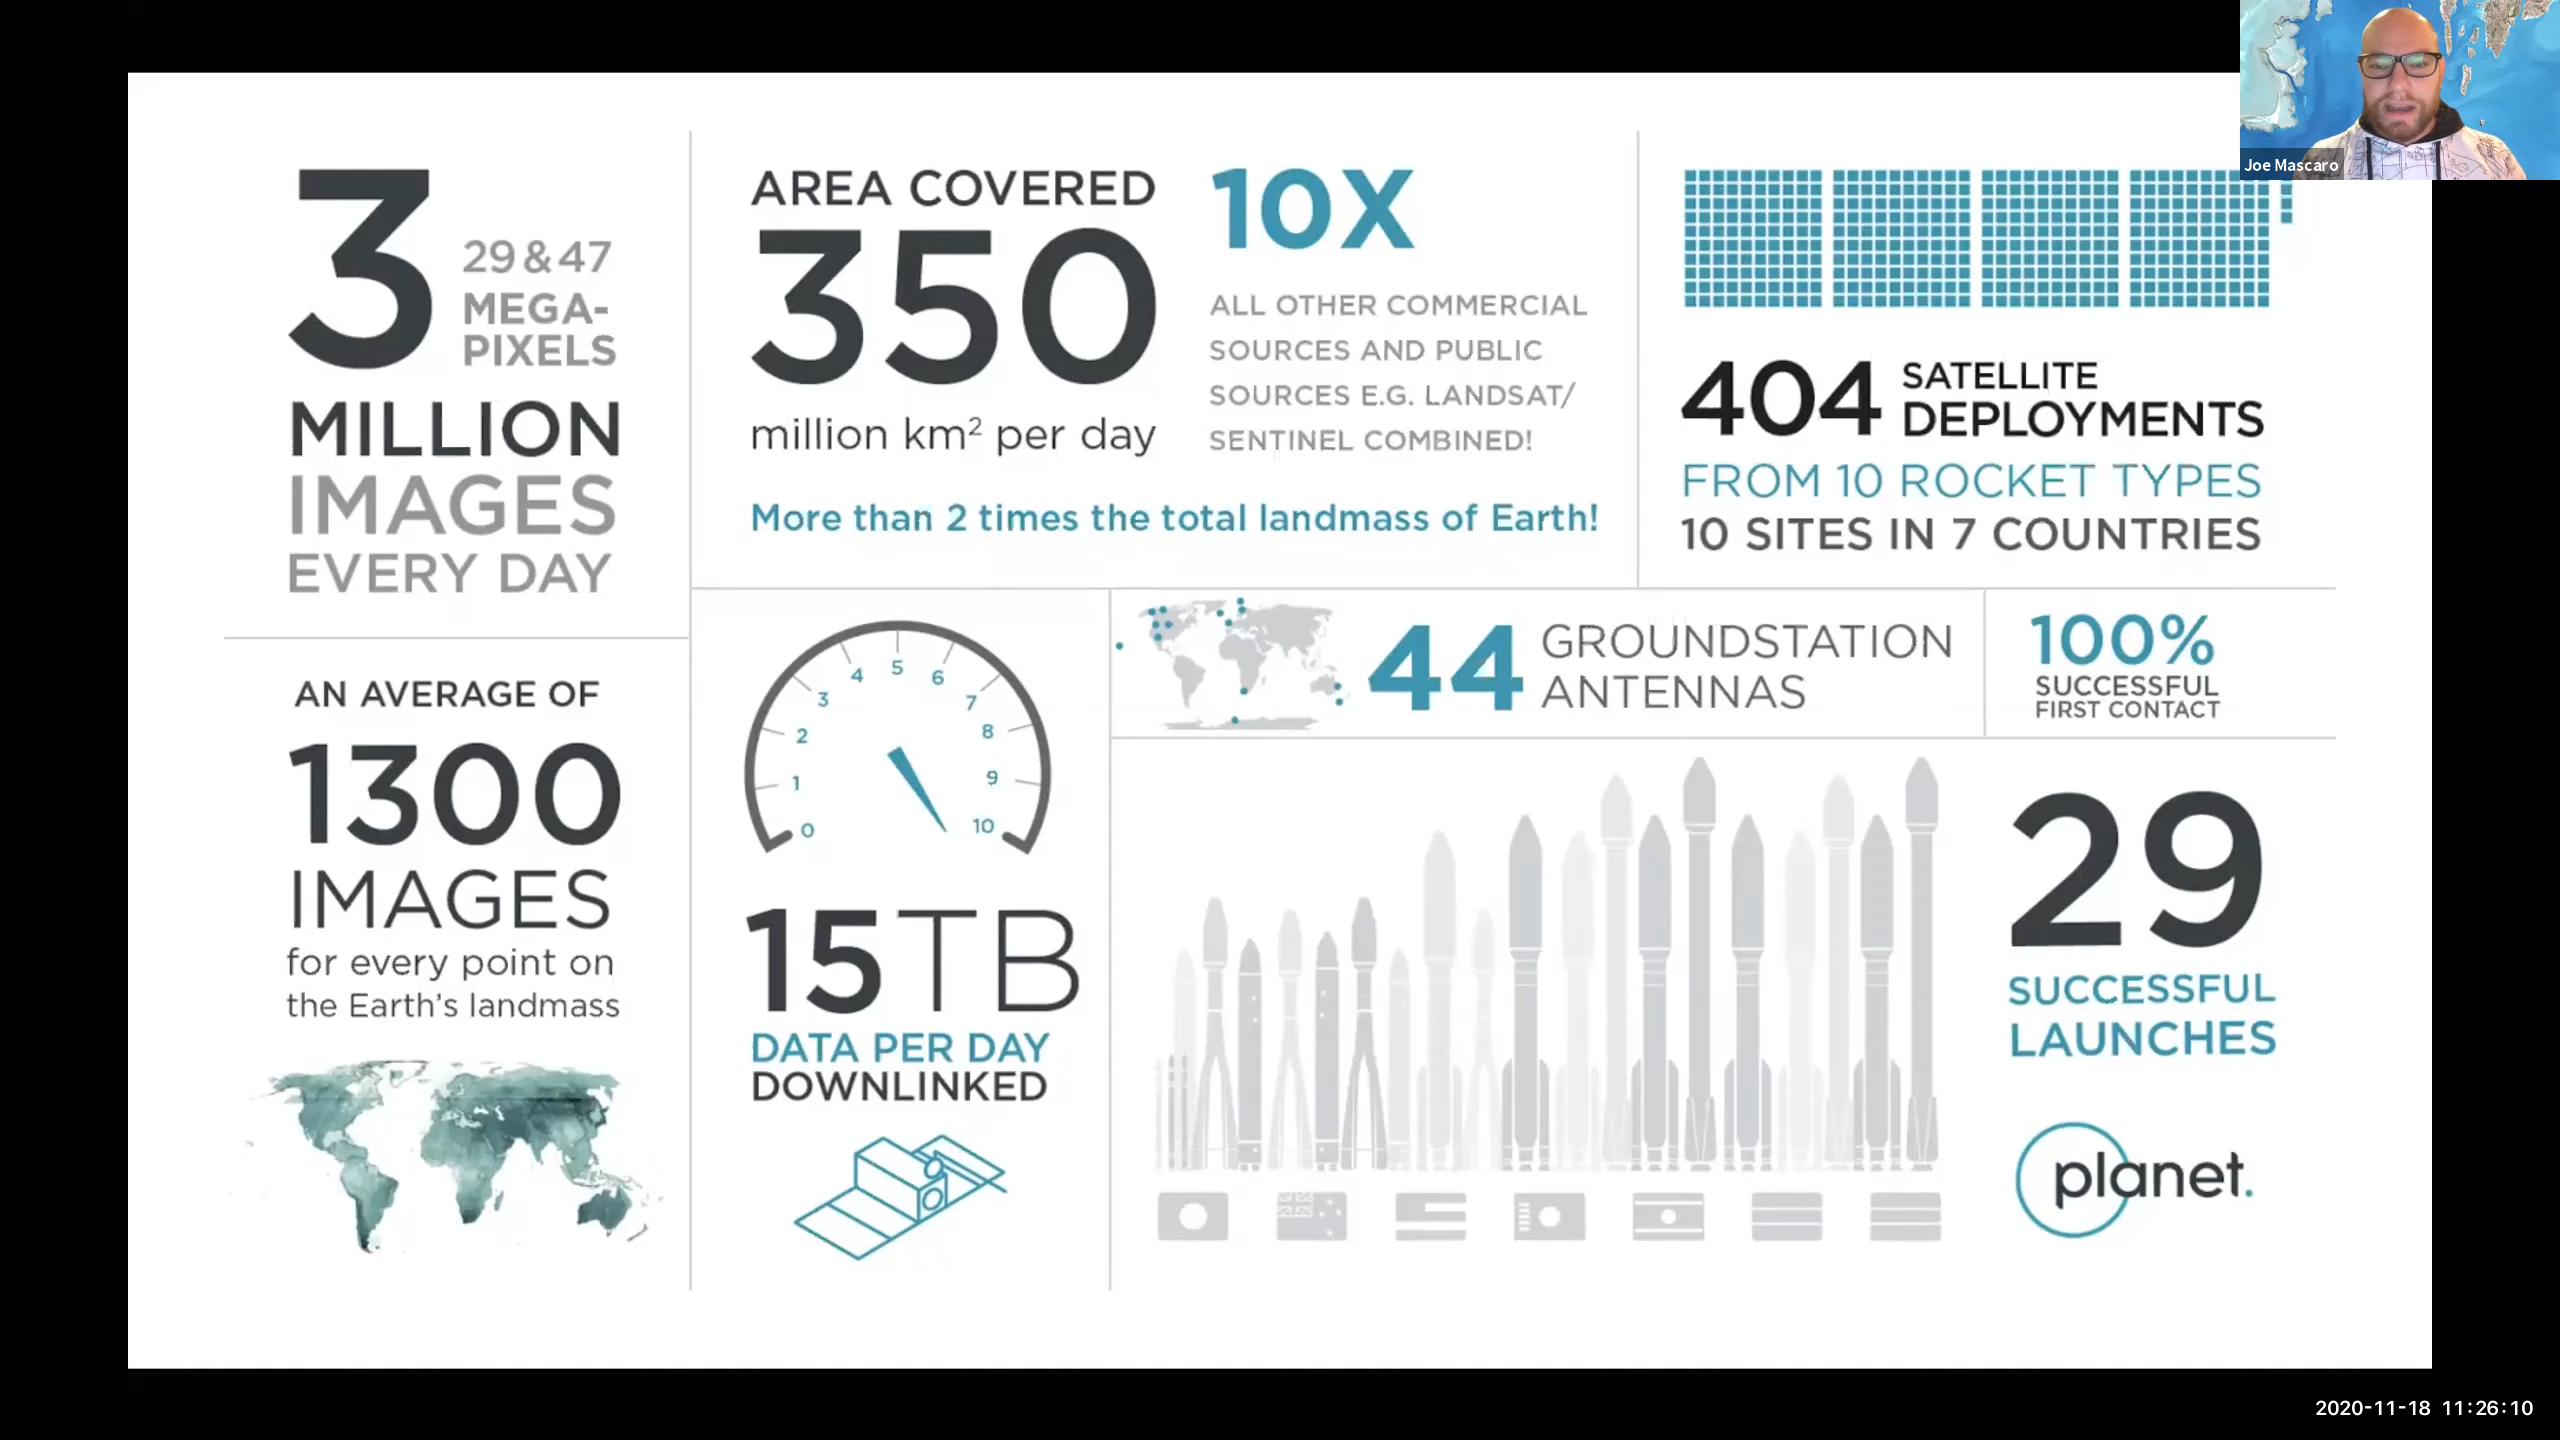 3
29 & 47
MEGA-
PIXELS
MILLION
IMAGES
EVERY DAY
AN AVERAGE OF
1300
IMAGES
for every point on
the Earth's landmass
AREA COVERED
350
million km² per day
10X
ALL OTHER COMMERCIAL
SOURCES AND PUBLIC
SOURCES E.G. LANDSAT/
SENTINEL COMBINED!
More than 2 times the total landmass of Earth!
404 SATELLITE
DEPLOYMENTS
FROM 10 ROCKET TYPES
10 SITES IN 7 COUNTRIES
0
1
2
3
4
5
6
7
8
9
10
15TB
DATA PER DAY
DOWNLINKED
44 GROUNDSTATION
ANTENNAS
100%
SUCCESSFUL
FIRST CONTACT
29
SUCCESSFUL
LAUNCHES
planet.
Joe Mascaro
2020-11-18 11:26:10